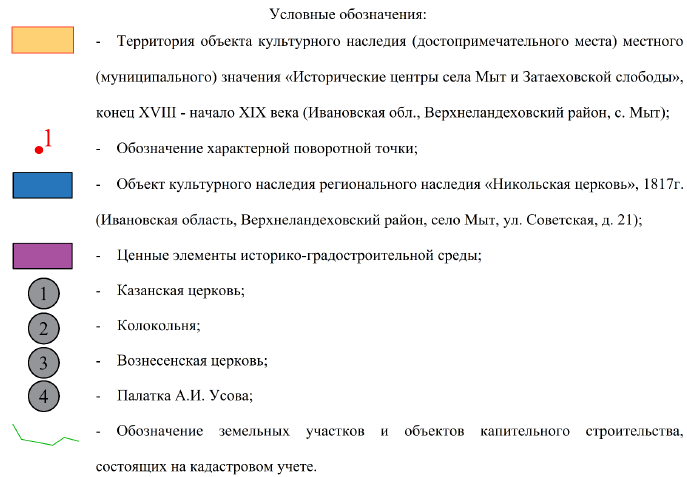 Условные обозначения:
- Территория объекта культурного наследия (достопримечательного места) местного
(муниципального) значения «Исторические центры села Мыт и Затаеховской слободы»,
конец XVIII - начало XIX века (Ивановская обл., Верхнеландеховский район, с. Мыт);
1 - Обозначение характерной поворотной точки;
- Объект культурного наследия регионального наследия «Никольская церковь», 1817г.
(Ивановская область, Верхнеландеховский район, село Мыт, ул. Советская, д. 21);
- Ценные элементы историко-градостроительной среды;
1 - Казанская церковь;
2 - Колокольня;
3 - Вознесенская церковь;
4 - Палатка А.И. Усова;
- Обозначение земельных участков и объектов капительного строительства,
состоящих на кадастровом учете.